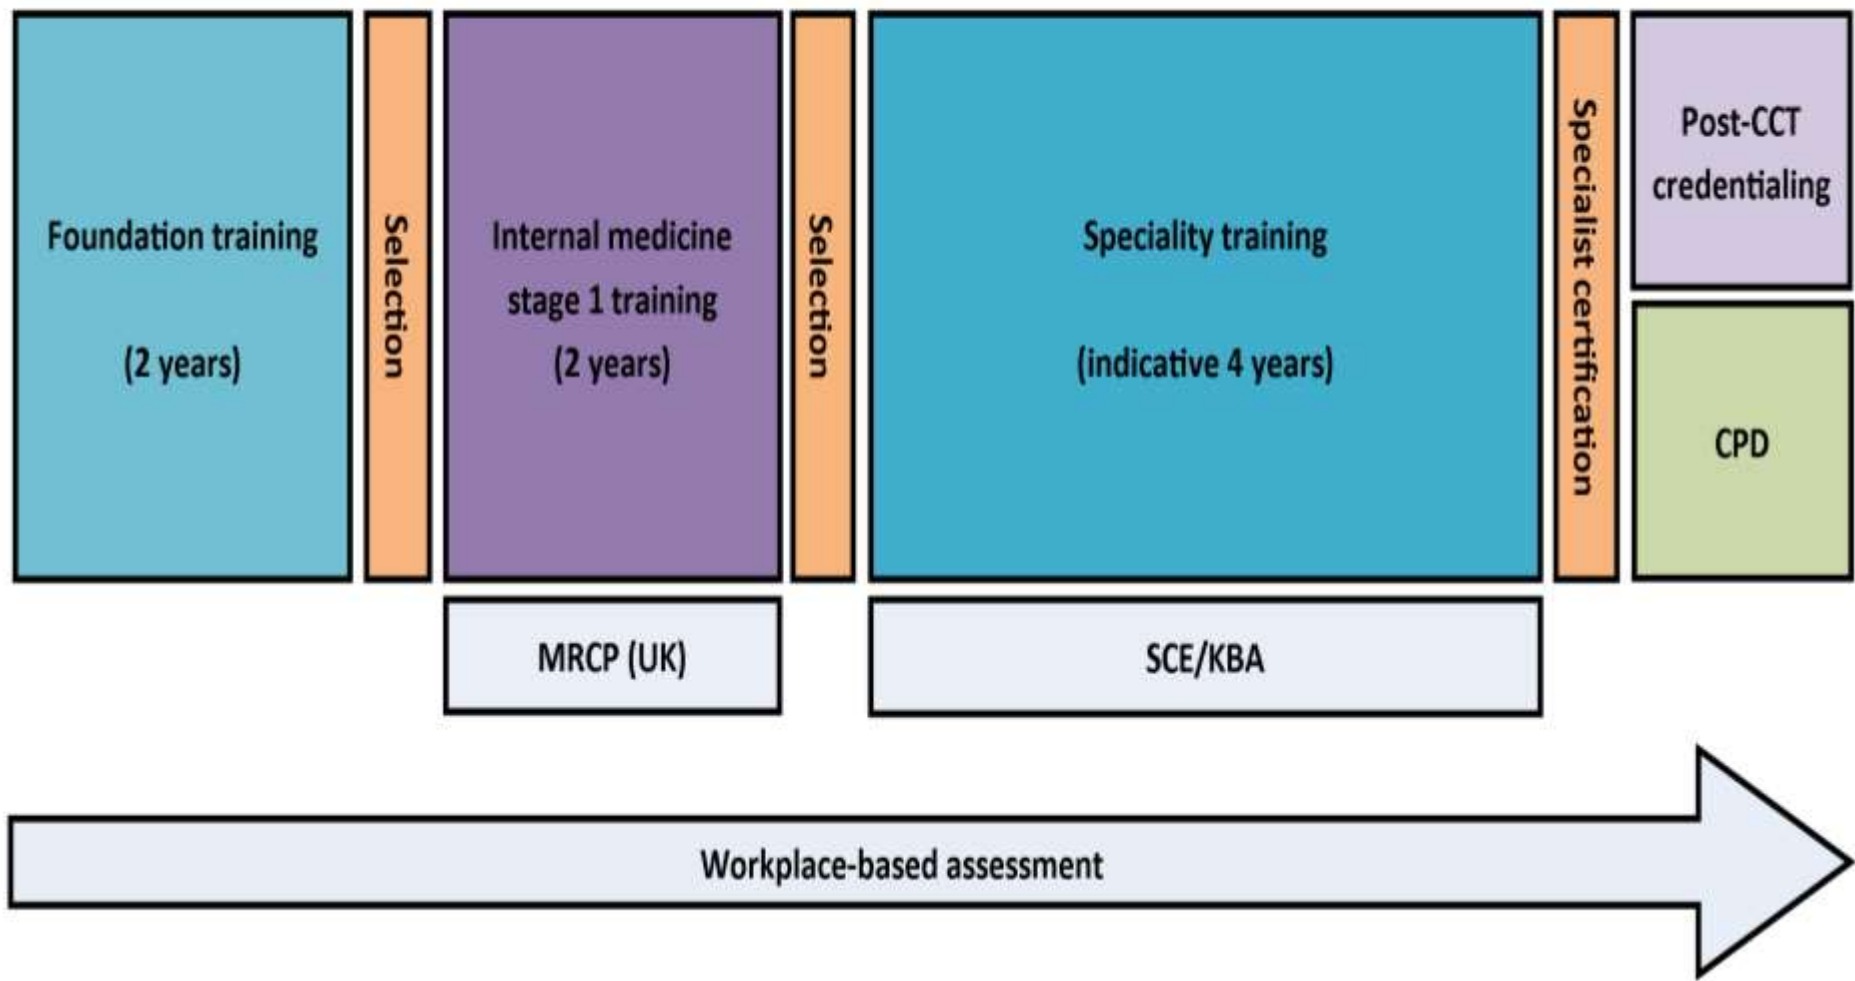 Foundation training
(2 years)
Selection
Internal medicine
stage 1 training
(2 years)
Selection
Speciality training
(indicative 4 years)
Specialist certification
Post-CCT
credentialing
CPD
MRCP (UK)
SCE/KBA
Workplace-based assessment